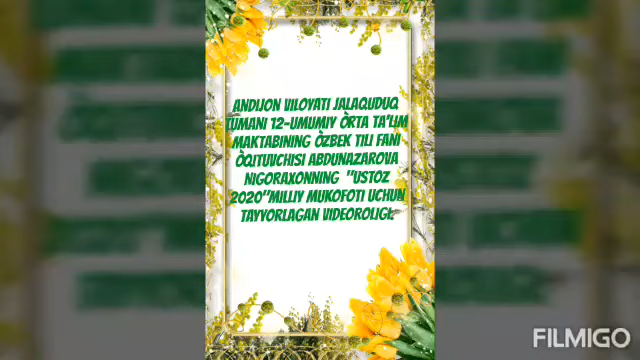 ANDIJON VILOYATI JALAQUDUQ
TUMANI 12-UMUMIY ÒRTA TA'LIM
MAKTABINING ÒZBEK TILI FANI
ÒQITUVCHISI ABDUNAZAROVA
NIGORAXONNING "USTOZ
2020"MILLIY MUKOFOTI UCHUN
TAYYORLAGAN VIDEOROLIGI.
FILMIGO